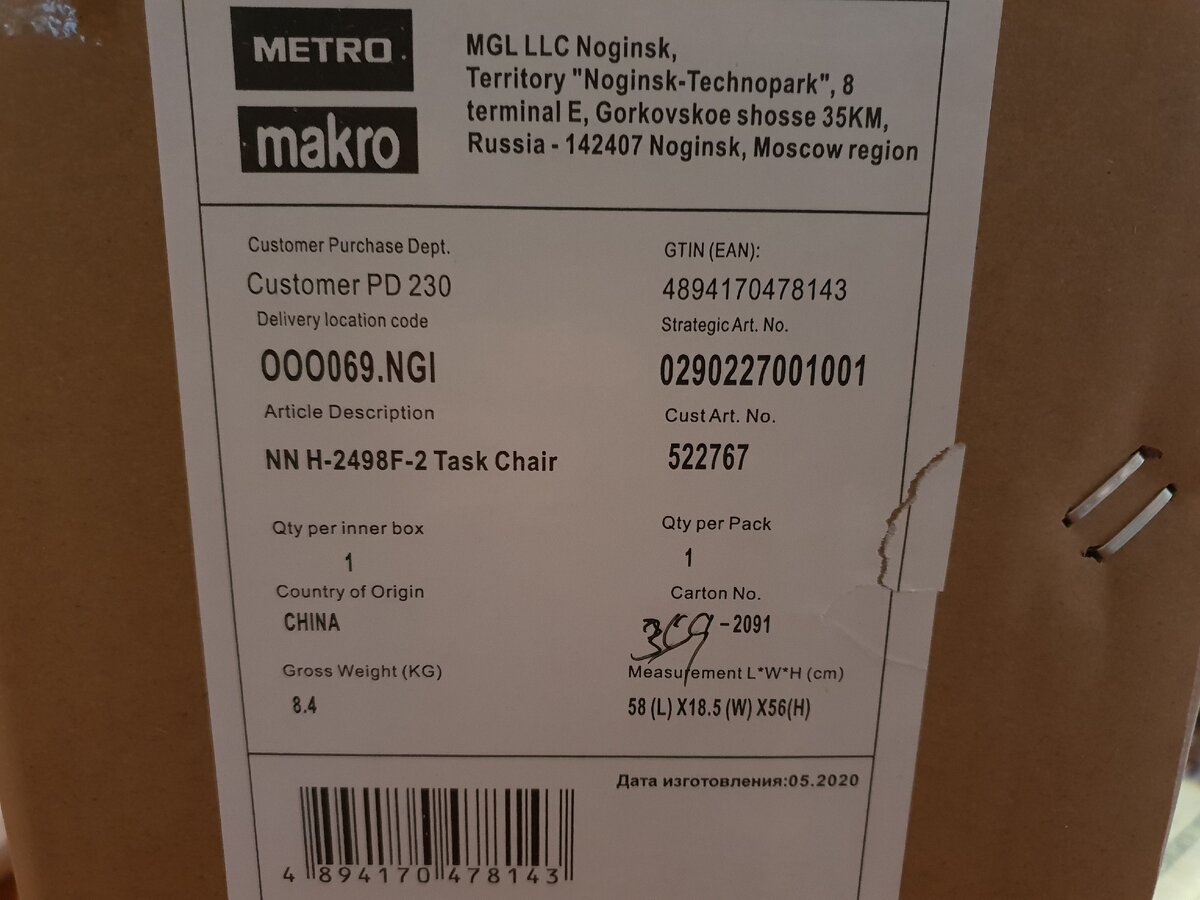 METRO
makro
MGL LLC Noginsk,
Territory "Noginsk-Technopark", 8
terminal E, Gorkovskoe shosse 35KM,
Russia - 142407 Noginsk, Moscow region
Customer Purchase Dept.
Customer PD 230
Delivery location code
OOO069.NGI
Article Description
NN H-2498F-2 Task Chair
Qty per inner box
1
Country of Origin
CHINA
Gross Weight (KG)
8.4
GTIN (EAN):
4894170478143
Strategic Art. No.
0290227001001
Cust Art. No.
522767
Qty per Pack
1
Carton No.
369 -2091
Measurement L*W*H (cm)
58 (L) X18.5 (W) X56(H)
Дата изготовления:05.2020
4 894170 478143